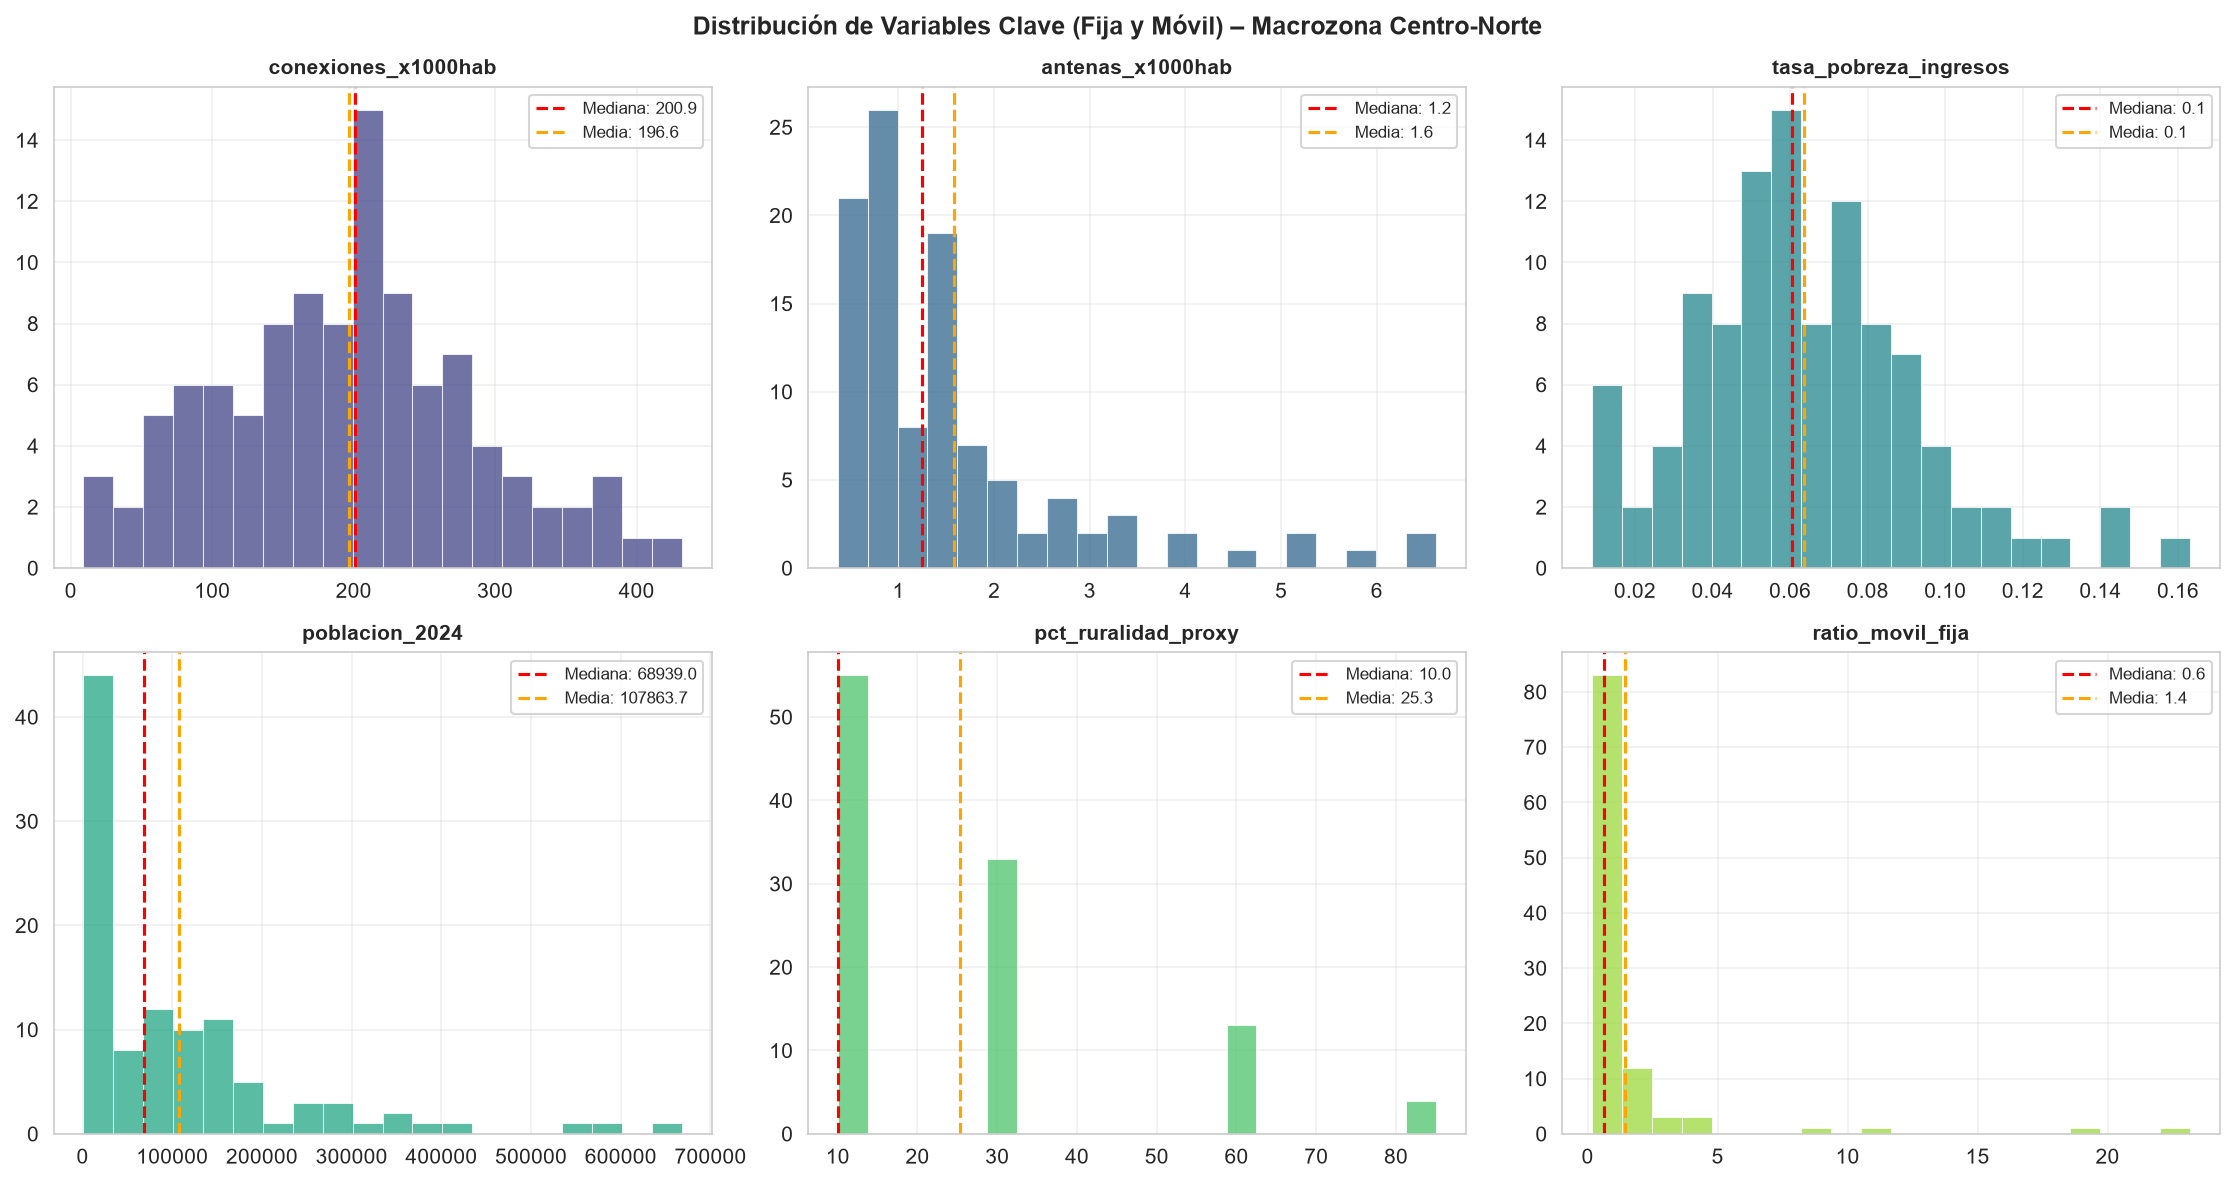 Distribución de Variables Clave (Fija y Móvil) – Macrozona Centro-Norte
conexiones_x1000hab
Mediana: 200.9
Media: 196.6
14
12
10
8
6
4
2
0
0 100 200 300 400
antenas_x1000hab
Mediana: 1.2
Media: 1.6
25
20
15
10
5
0
1 2 3 4 5 6
tasa_pobreza_ingresos
Mediana: 0.1
Media: 0.1
14
12
10
8
6
4
2
0
0.02 0.04 0.06 0.08 0.10 0.12 0.14 0.16
poblacion_2024
Mediana: 68939.0
Media: 107863.7
40
30
20
10
0
0 100000 200000 300000 400000 500000 600000 700000
pct_ruralidad_proxy
Mediana: 10.0
Media: 25.3
50
40
30
20
10
0
10 20 30 40 50 60 70 80
ratio_movil_fija
Mediana: 0.6
Media: 1.4
80
70
60
50
40
30
20
10
0
0 5 10 15 20